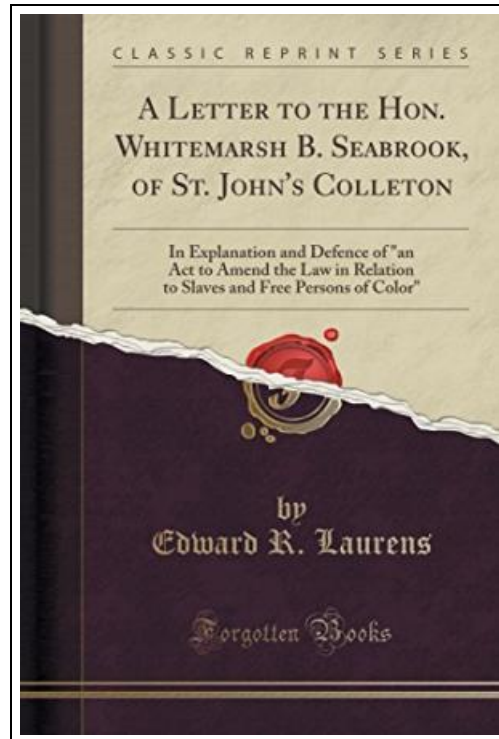 CLASSIC REPRINT SERIES
A LETTER TO THE HON.
WHITEMARSH B. SEABROOK,
OF ST. JOHN'S COLLETON
In Explanation and Defence of "an
Act to Amend the Law in Relation
to Slaves and Free Persons of Color"
by
Edward R. Laurens
Forgotten Books